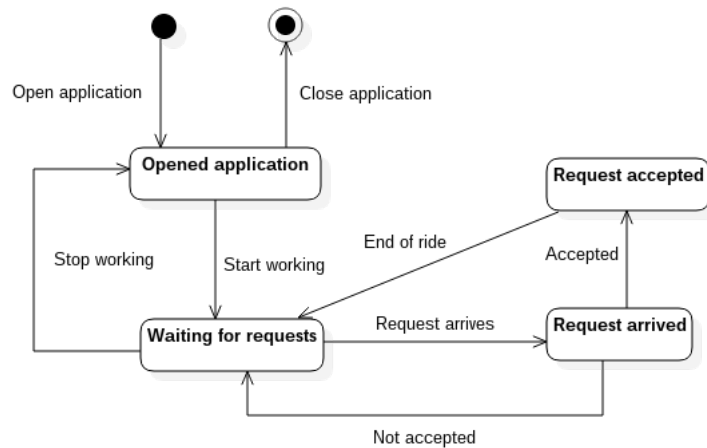 Open application
Close application
Opened application
Request accepted
End of ride
Accepted
Stop working
Start working
Waiting for requests
Request arrives
Request arrived
Not accepted